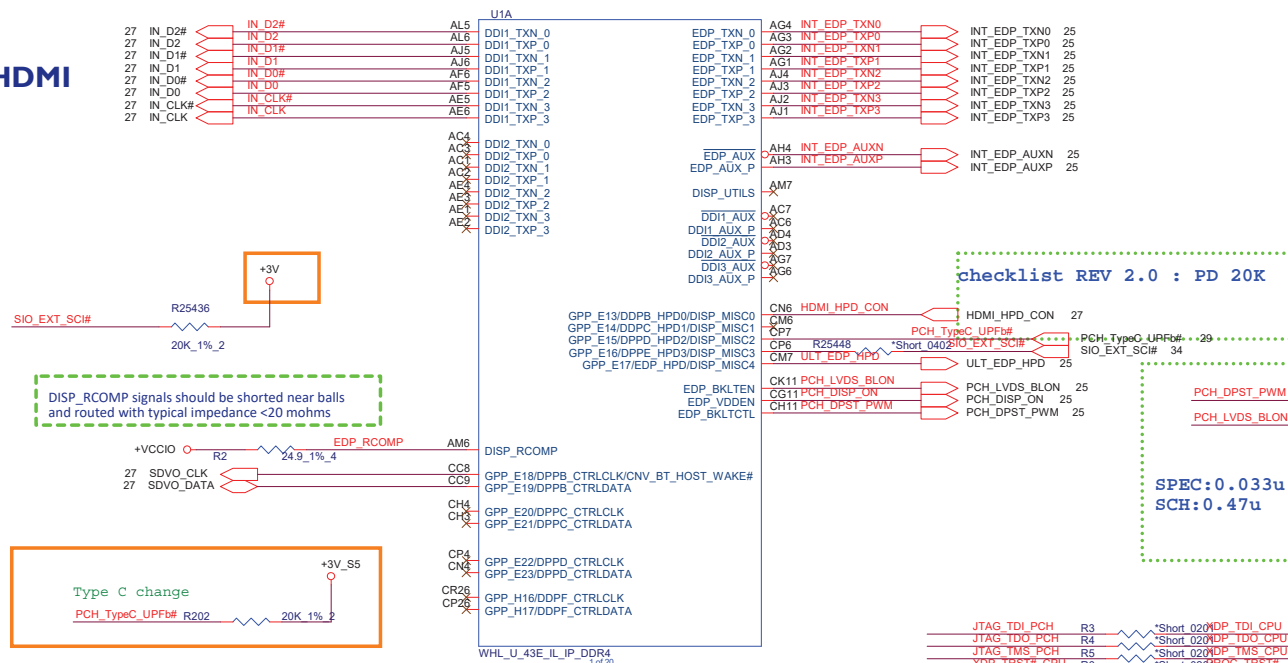 HDMI
U1A
27 IN_D2# IN_D2# AL5 DDI1_TXN_0
27 IN_D2 IN_D2 AL6 DDI1_TXP_0
27 IN_D1# IN_D1# AJ5 DDI1_TXN_1
27 IN_D1 IN_D1 AJ6 DDI1_TXP_1
27 IN_D0# IN_D0# AF6 DDI1_TXN_2
27 IN_D0 IN_D0 AF5 DDI1_TXP_2
27 IN_CLK# IN_CLK# AE5 DDI1_TXN_3
27 IN_CLK IN_CLK AE6 DDI1_TXP_3
AC4 DDI2_TXN_0
AC3 DDI2_TXP_0
AC1 DDI2_TXN_1
AC2 DDI2_TXP_1
AE4 DDI2_TXN_2
AE3 DDI2_TXP_2
AE1 DDI2_TXN_3
AE2 DDI2_TXP_3
EDP_TXN_0 AG4 INT_EDP_TXN0 INT_EDP_TXN0 25
EDP_TXP_0 AG3 INT_EDP_TXP0 INT_EDP_TXP0 25
EDP_TXN_1 AG2 INT_EDP_TXN1 INT_EDP_TXN1 25
EDP_TXP_1 AG1 INT_EDP_TXP1 INT_EDP_TXP1 25
EDP_TXN_2 AJ4 INT_EDP_TXN2 INT_EDP_TXN2 25
EDP_TXP_2 AJ3 INT_EDP_TXP2 INT_EDP_TXP2 25
EDP_TXN_3 AJ2 INT_EDP_TXN3 INT_EDP_TXN3 25
EDP_TXP_3 AJ1 INT_EDP_TXP3 INT_EDP_TXP3 25
EDP_AUX AH4 INT_EDP_AUXN INT_EDP_AUXN 25
EDP_AUX_P AH3 INT_EDP_AUXP INT_EDP_AUXP 25
DISP_UTILS AM7
DDI1_AUX AC7
DDI1_AUX_P AC6
DDI2_AUX AD4
DDI2_AUX_P AD3
DDI3_AUX AG7
DDI3_AUX_P AG6
checklist REV 2.0 : PD 20K
GPP_E13/DDPB_HPD0/DISP_MISC0 CN6 HDMI_HPD_CON HDMI_HPD_CON 27
GPP_E14/DDPC_HPD1/DISP_MISC1 CM6
GPP_E15/DPPD_HPD2/DISP_MISC2 CP7 PCH_TypeC_UPFb# PCH_TypeC_UPFb# 29
GPP_E16/DPPE_HPD3/DISP_MISC3 CP6 R25448 *Short_0402 SIO_EXT_SCI# SIO_EXT_SCI# 34
GPP_E17/EDP_HPD/DISP_MISC4 CM7 ULT_EDP_HPD ULT_EDP_HPD 25
EDP_BKLTEN CK11 PCH_LVDS_BLON PCH_LVDS_BLON 25
EDP_VDDEN CG11 PCH_DISP_ON PCH_DISP_ON 25
EDP_BKLTCTL CH11 PCH_DPST_PWM PCH_DPST_PWM 25
PCH_DPST_PWM
PCH_LVDS_BLON
SPEC:0.033u
SCH:0.47u
+3V
R25436
SIO_EXT_SCI#
20K_1%_2
DISP_RCOMP signals should be shorted near balls
and routed with typical impedance <20 mohms
+VCCIO R2 24.9_1%_4 EDP_RCOMP AM6 DISP_RCOMP
27 SDVO_CLK CC8 GPP_E18/DPPB_CTRLCLK/CNV_BT_HOST_WAKE#
27 SDVO_DATA CC9 GPP_E19/DPPB_CTRLDATA
CH4 GPP_E20/DPPC_CTRLCLK
CH3 GPP_E21/DPPC_CTRLDATA
CP4 GPP_E22/DPPD_CTRLCLK
CN4 GPP_E23/DPPD_CTRLDATA
CR26 GPP_H16/DDPF_CTRLCLK
CP26 GPP_H17/DDPF_CTRLDATA
+3V_S5
Type C change
PCH_TypeC_UPFb# R202 20K_1%_2
WHL_U_43E_IL_IP_DDR4
1 of 20
JTAG_TDI_PCH R3 *Short_0201 XDP_TDI_CPU
JTAG_TDO_PCH R4 *Short_0201 XDP_TDO_CPU
JTAG_TMS_PCH R5 *Short_0201 XDP_TMS_CPU